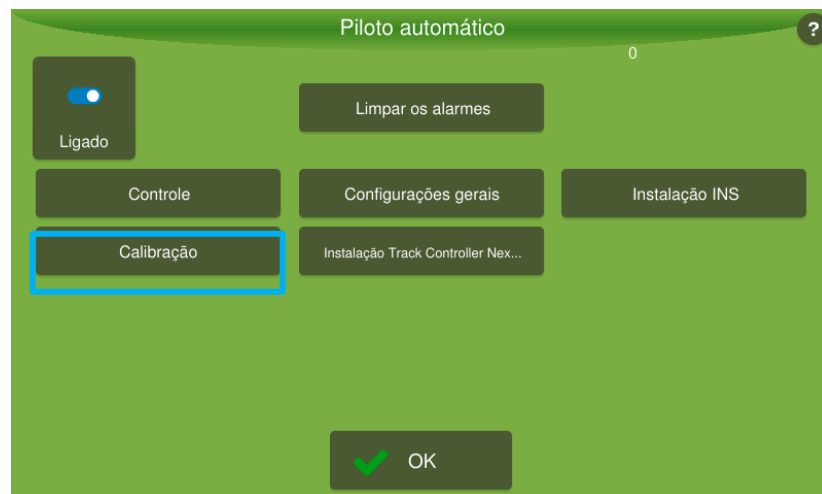 Piloto automático
?
0
Ligado
Limpar os alarmes
Controle
Configurações gerais
Instalação INS
Calibração
Instalação Track Controller Nex...
OK